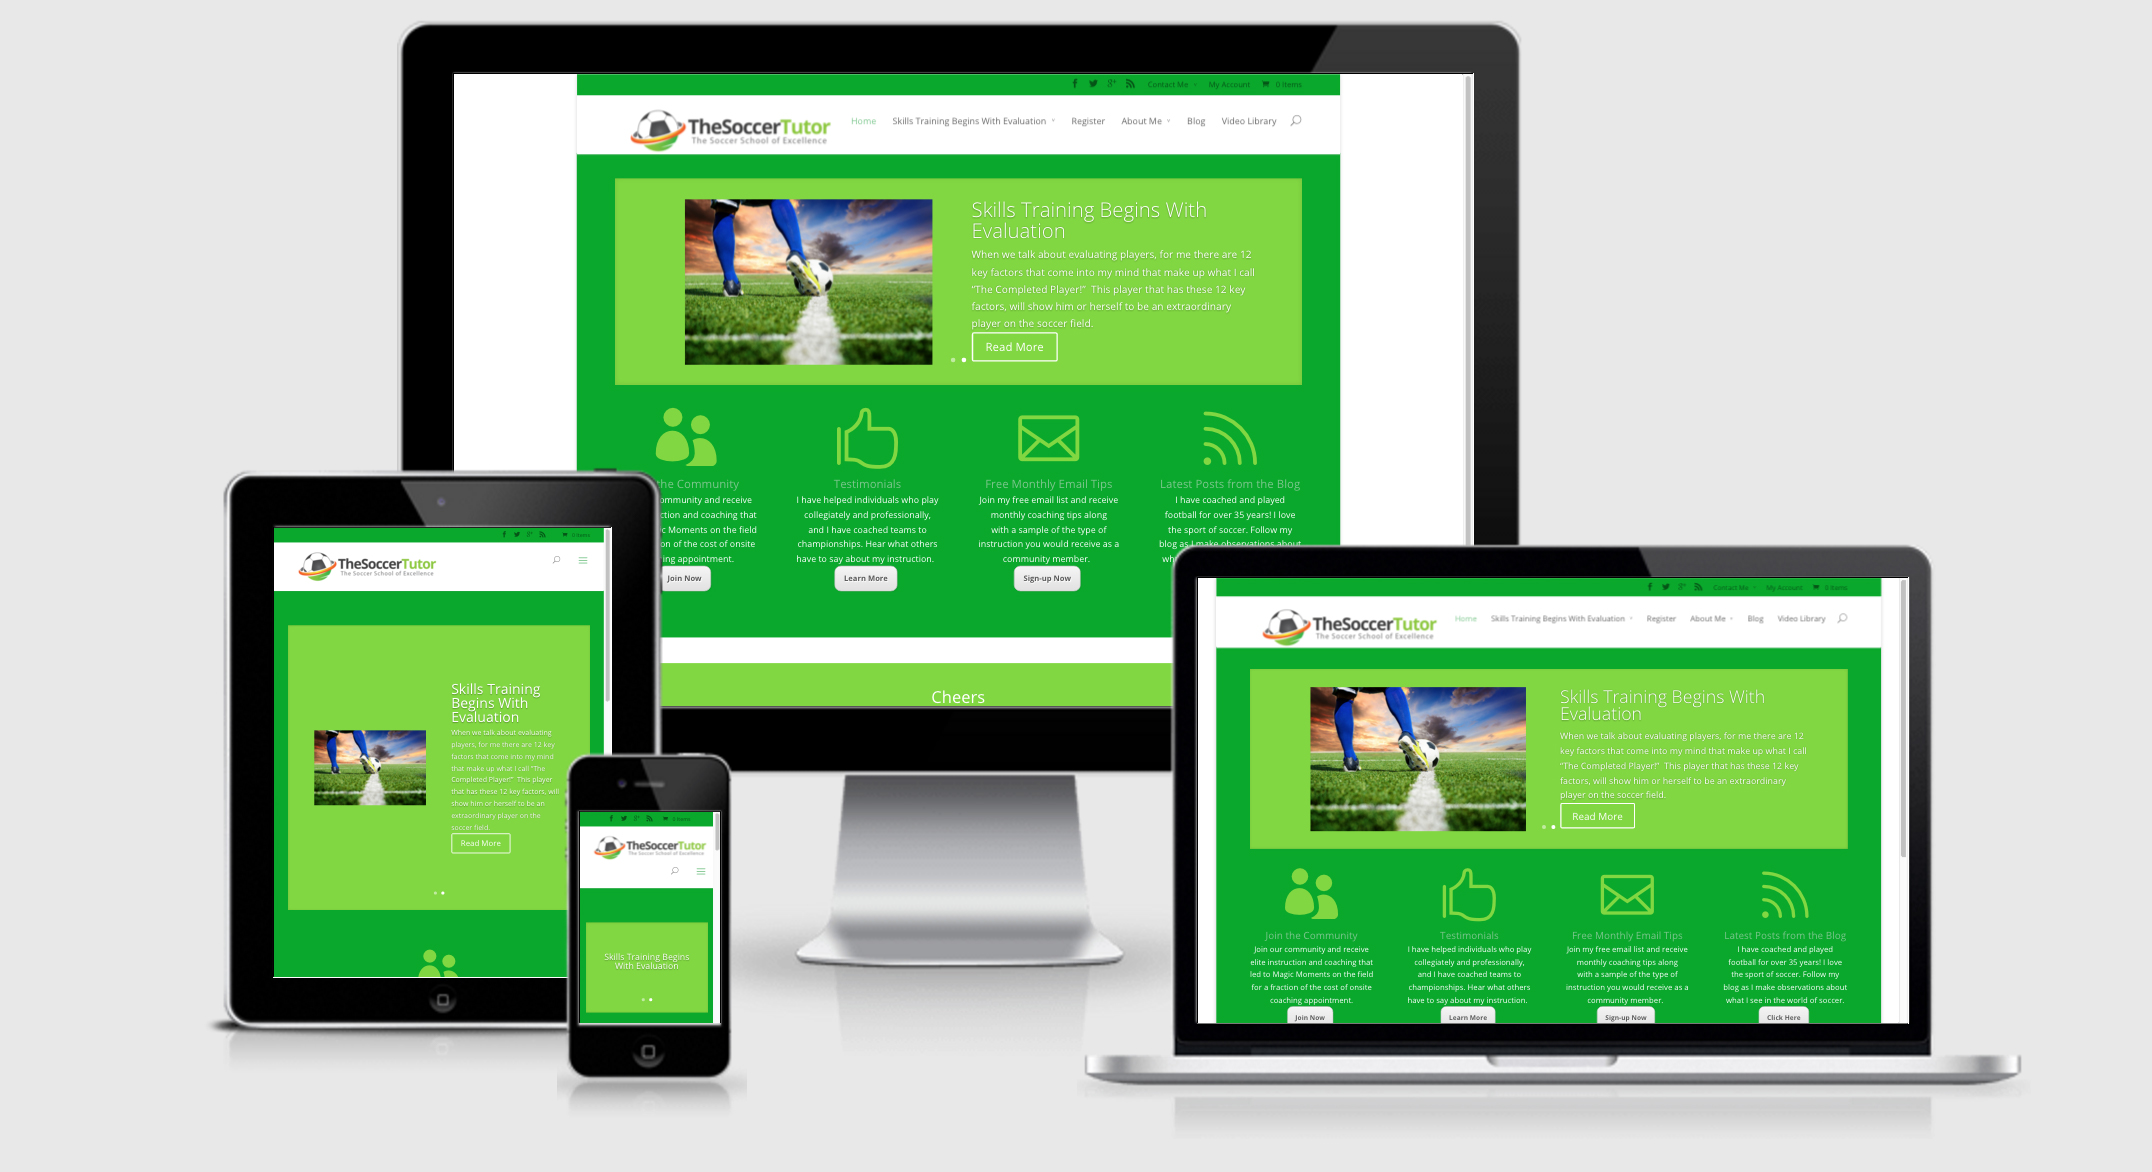 Contact Me
My Account
0 Items
TheSoccerTutor
The Soccer School of Excellence
Home
Skills Training Begins With Evaluation
Register
About Me
Blog
Video Library
Skills Training Begins With
Evaluation
When we talk about evaluating players, for me there are 12
key factors that come into my mind that make up what I call
“The Completed Player!” This player that has these 12 key
factors, will show him or herself to be an extraordinary
player on the soccer field.
Read More
the Community
ommunity and receive
ction and coaching that
c Moments on the field
on of the cost of onsite
ing appointment.
Join Now
Testimonials
I have helped individuals who play
collegiately and professionally,
and I have coached teams to
championships. Hear what others
have to say about my instruction.
Learn More
Free Monthly Email Tips
Join my free email list and receive
monthly coaching tips along
with a sample of the type of
instruction you would receive as a
community member.
Sign-up Now
Latest Posts from the Blog
I have coached and played
football for over 35 years! I love
the sport of soccer. Follow my
blog as I make observations about
wh
Cheers
0 Items
TheSoccerTutor
The Soccer School of Excellence
Skills Training
Begins With
Evaluation
When we talk about evaluating
players, for me there are 12 key
factors that come into my mind
that make up what I call “The
Completed Player!” This player
that has these 12 key factors, will
show him or herself to be an
extraordinary player on the
soccer field.
Read More
0 Items
TheSoccerTutor
The Soccer School of Excellence
Skills Training Begins
With Evaluation
Contact Me
My Account
0 Items
TheSoccerTutor
The Soccer School of Excellence
Home
Skills Training Begins With Evaluation
Register
About Me
Blog
Video Library
Skills Training Begins With
Evaluation
When we talk about evaluating players, for me there are 12
key factors that come into my mind that make up what I call
“The Completed Player!” This player that has these 12 key
factors, will show him or herself to be an extraordinary
player on the soccer field.
Read More
Join the Community
Join our community and receive
elite instruction and coaching that
led to Magic Moments on the field
for a fraction of the cost of onsite
coaching appointment.
Join Now
Testimonials
I have helped individuals who play
collegiately and professionally,
and I have coached teams to
championships. Hear what others
have to say about my instruction.
Learn More
Free Monthly Email Tips
Join my free email list and receive
monthly coaching tips along
with a sample of the type of
instruction you would receive as a
community member.
Sign-up Now
Latest Posts from the Blog
I have coached and played
football for over 35 years! I love
the sport of soccer. Follow my
blog as I make observations about
what I see in the world of soccer.
Click Here